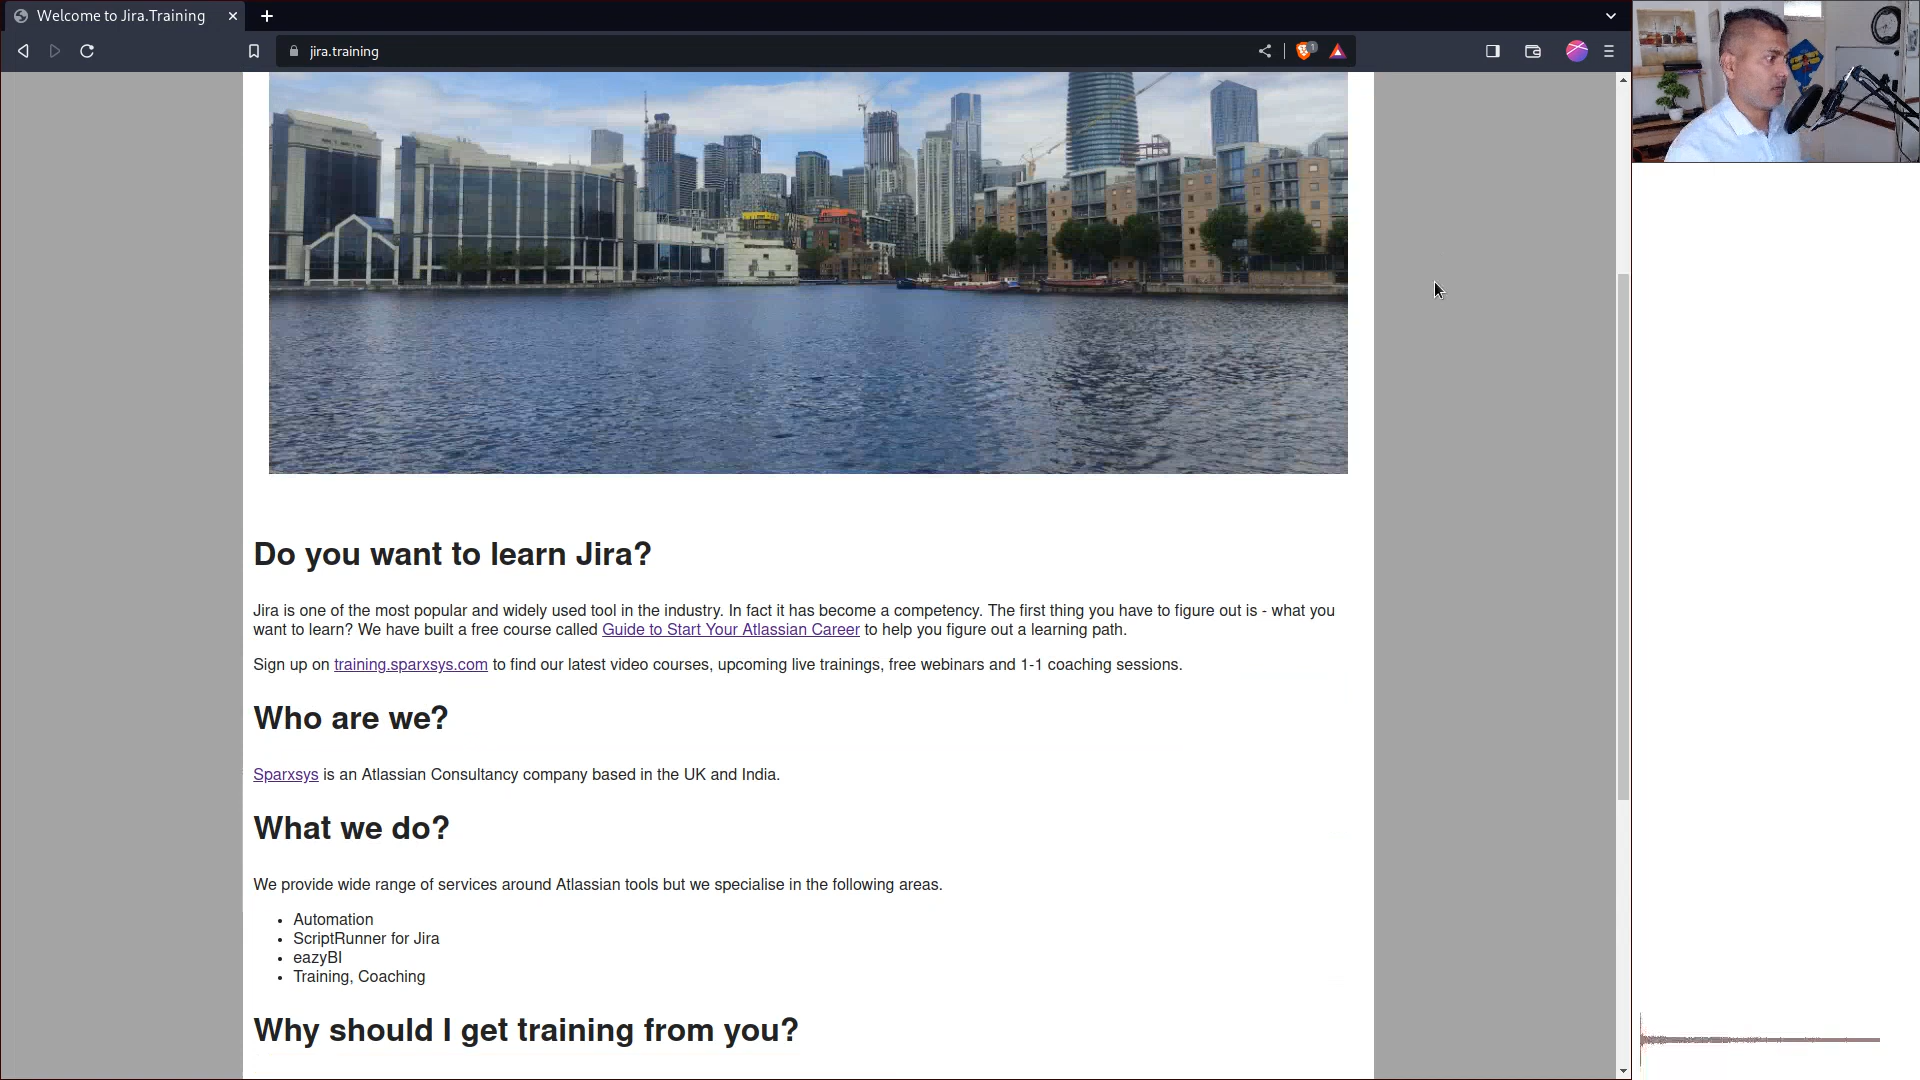 Welcome to Jira.Training
jira.training
1
Do you want to learn Jira?
Jira is one of the most popular and widely used tool in the industry. In fact it has become a competency. The first thing you have to figure out is - what you
want to learn? We have built a free course called Guide to Start Your Atlassian Career to help you figure out a learning path.
Sign up on training.sparxsys.com to find our latest video courses, upcoming live trainings, free webinars and 1-1 coaching sessions.
Who are we?
Sparxsys is an Atlassian Consultancy company based in the UK and India.
What we do?
We provide wide range of services around Atlassian tools but we specialise in the following areas.
• Automation
• ScriptRunner for Jira
• eazyBI
• Training, Coaching
Why should I get training from you?